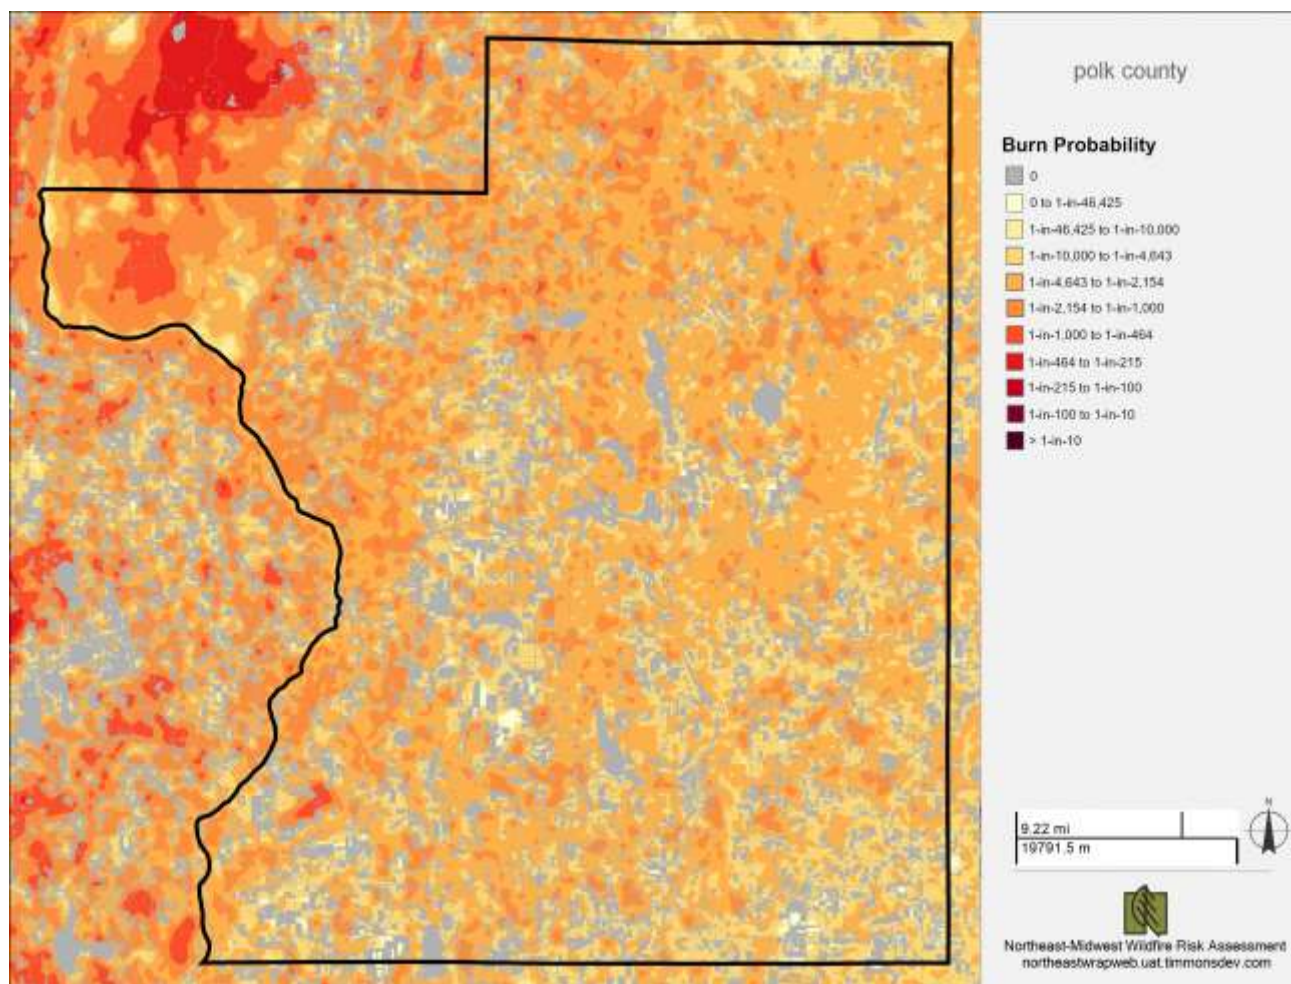 polk county
Burn Probability
0
0 to 1-in-46,425
1-in-46,425 to 1-in-10,000
1-in-10,000 to 1-in-4,643
1-in-4,643 to 1-in-2,154
1-in-2,154 to 1-in-1,000
1-in-1,000 to 1-in-464
1-in-464 to 1-in-215
1-in-215 to 1-in-100
1-in-100 to 1-in-10
> 1-in-10
N
9.22 mi
19791.5 m
Northeast-Midwest Wildfire Risk Assessment
northeastwrapweb.uat.timmonsdev.com